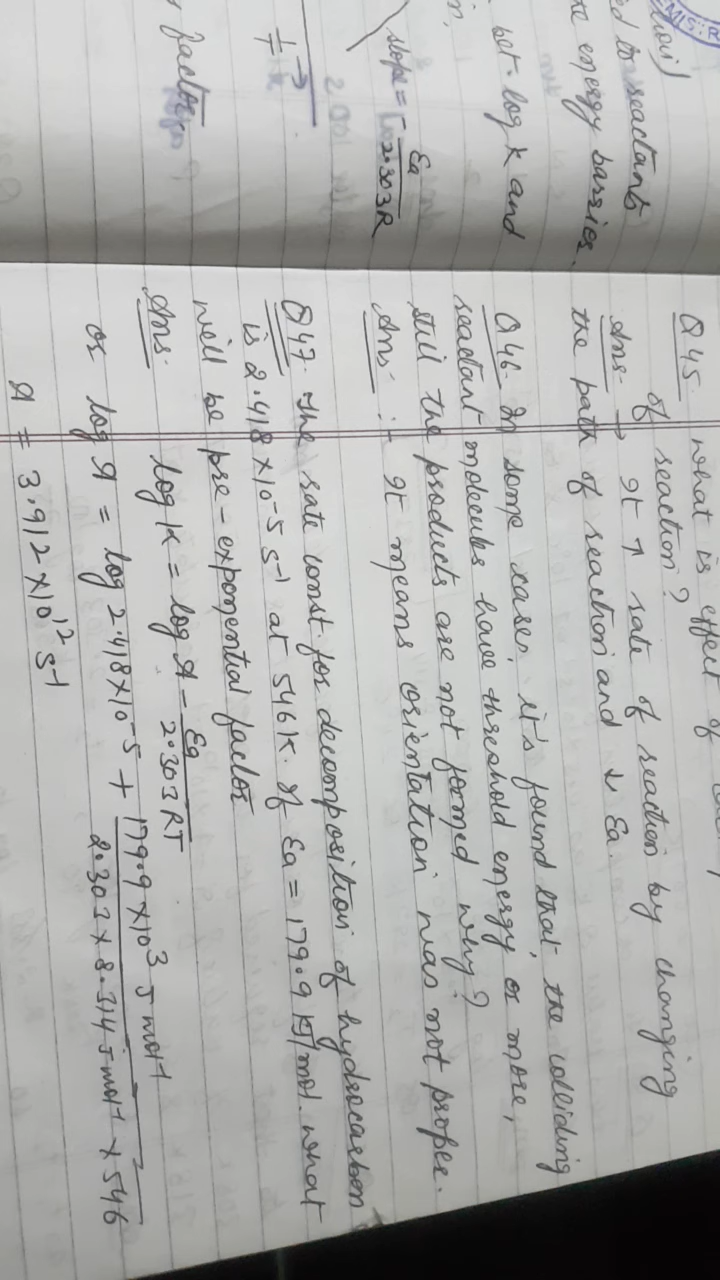 reactants
energy barrier.
bet. log K and
slope = [- Ea / 2.303R
1/T →
factor
Q45. what is effect of
of reaction?
Ans- → It ↑ rate of reaction by changing
the path of reaction and ↓ Ea.
Q46. In some cases, it's found that, the colliding
reactant molecules have threshold energy or more,
still the products are not formed why?
Ans- :- It means orientation was not proper.
Q47. The rate const. for decomposition of hydrocarbon
is 2.418×10⁻⁵ s⁻¹ at 546K. If Ea = 179.9 KJ/mol. what
will be pre-exponential factor
Ans. log K = log A - Ea / 2.303RT
or log A = log 2.418×10⁻⁵ + 179.9×10³ J mol⁻¹ / 2.303 × 8.314 J mol⁻¹ × 546
A = 3.912×10¹² s⁻¹